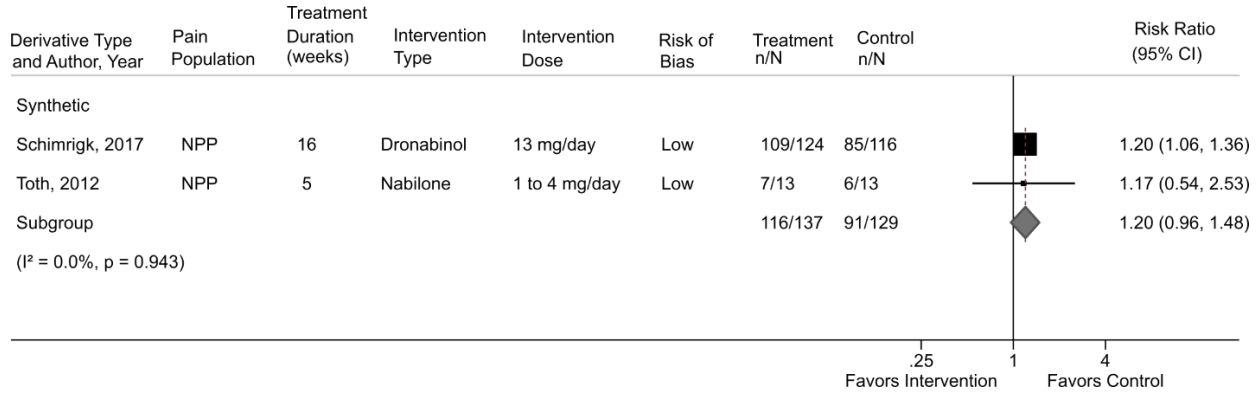 Derivative Type and Author, Year Pain Population Treatment Duration (weeks) Intervention Type Intervention Dose Risk of Bias Treatment n/N Control n/N Risk Ratio (95% CI)
Synthetic
Schimrigk, 2017 NPP 16 Dronabinol 13 mg/day Low 109/124 85/116 1.20 (1.06, 1.36)
Toth, 2012 NPP 5 Nabilone 1 to 4 mg/day Low 7/13 6/13 1.17 (0.54, 2.53)
Subgroup 116/137 91/129 1.20 (0.96, 1.48)
(I² = 0.0%, p = 0.943)
.25 1 4
Favors Intervention Favors Control